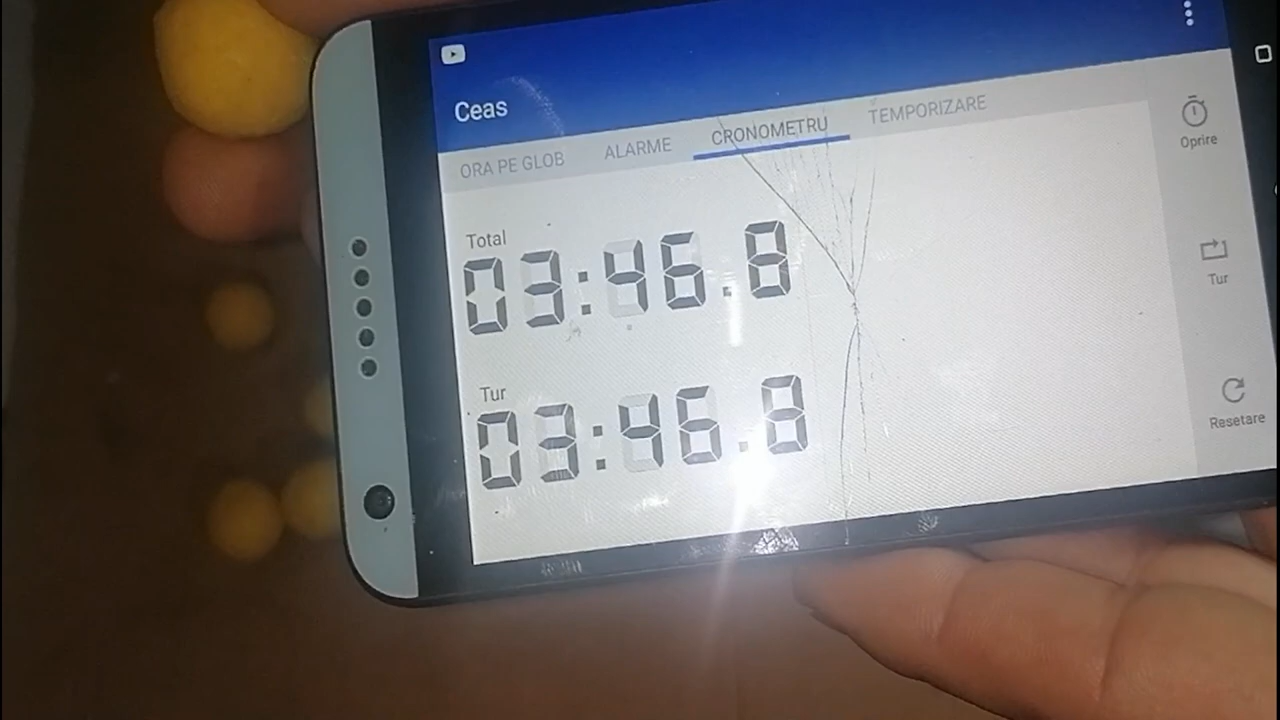 Ceas
ORA PE GLOB ALARME CRONOMETRU TEMPORIZARE
Total
03:46.8
Tur
03:46.8
Oprire
Tur
Resetare